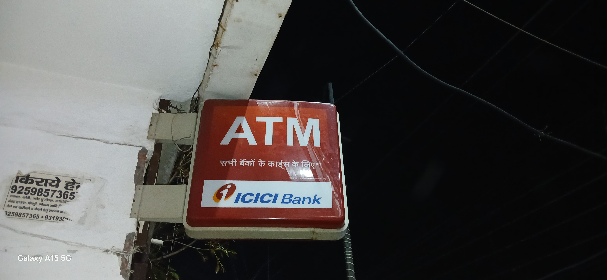 ATM
सभी बैंकों के कार्ड्स के लिए
ICICI Bank
किराये हेतु
9259857365
Galaxy A15 5G